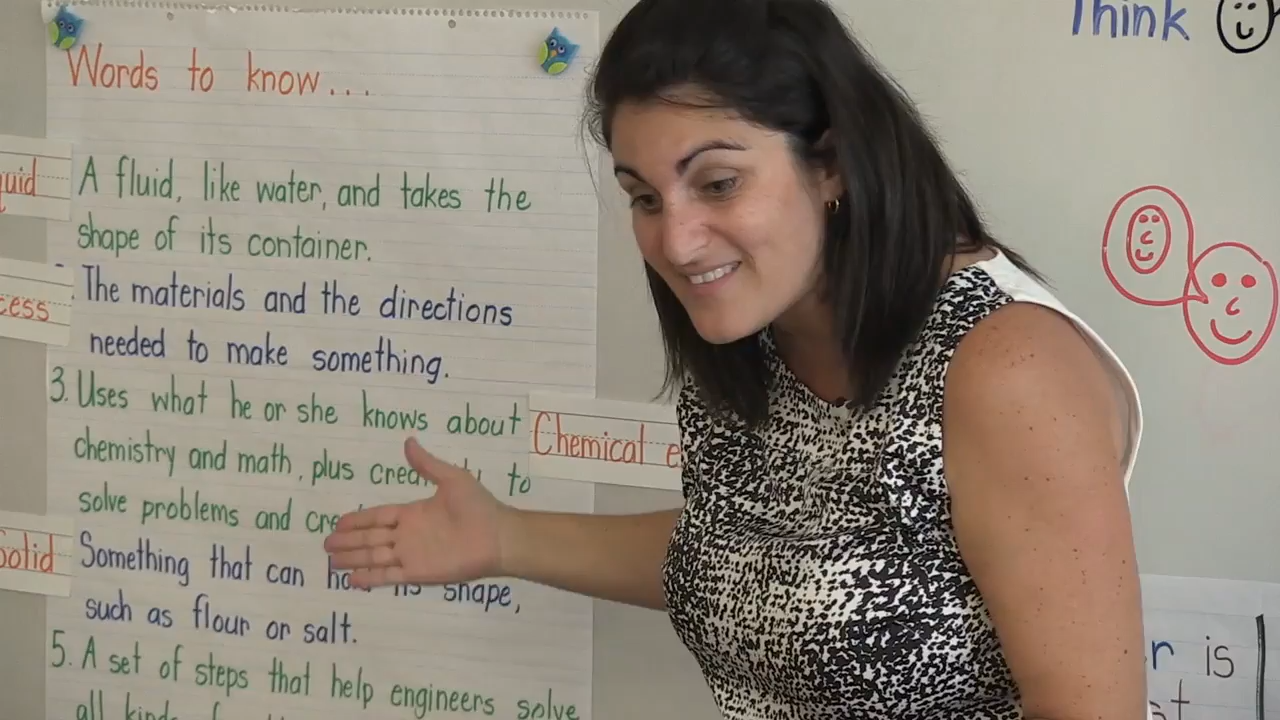 Words to know...
Think
quid
A fluid, like water, and takes the
shape of its container.
cess
The materials and the directions
needed to make something.
3. Uses what he or she knows about
chemistry and math, plus to
solve problems and
Chemical e
Solid
Something that can shape,
such as flour or salt.
5. A set of steps that help engineers solve
all
is